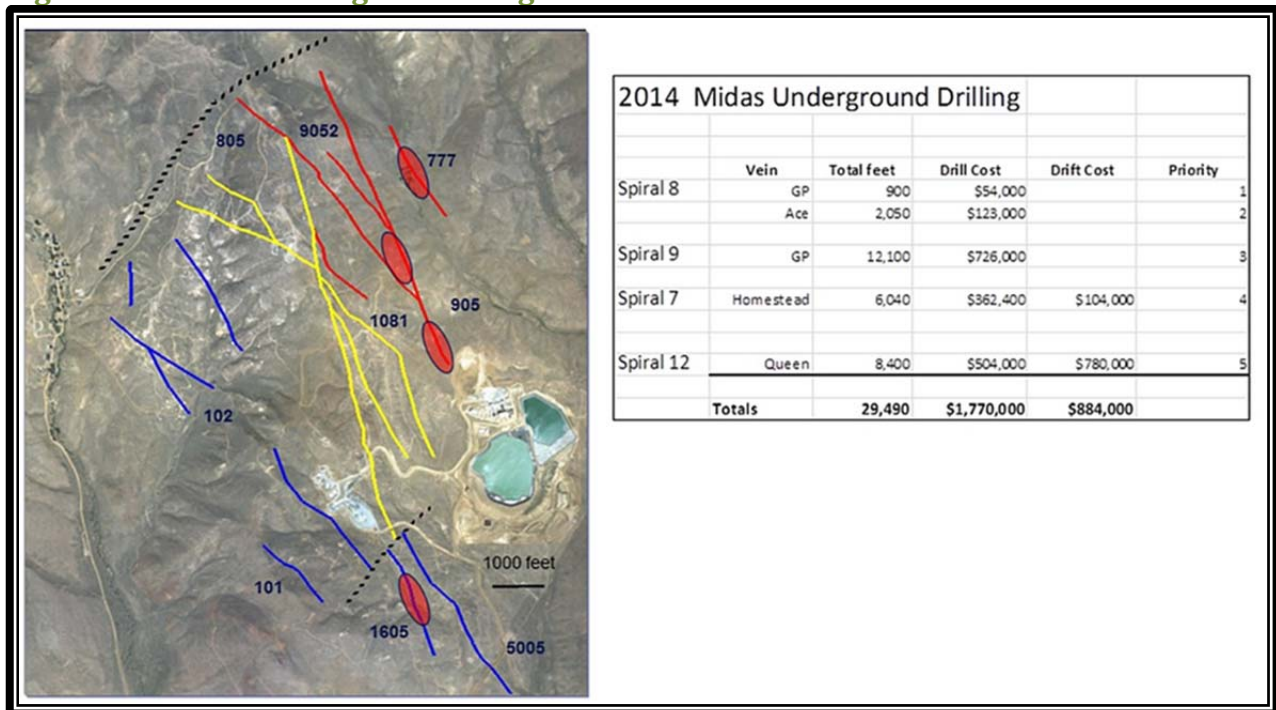 805
9052
777
905
1081
102
1000 feet
101
1605
5005
2014 Midas Underground Drilling
Vein Total feet Drill Cost Drift Cost Priority
Spiral 8 GP 900 $54,000 1
Ace 2,050 $123,000 2
Spiral 9 GP 12,100 $726,000 3
Spiral 7 Homestead 6,040 $362,400 $104,000 4
Spiral 12 Queen 8,400 $504,000 $780,000 5
Totals 29,490 $1,770,000 $884,000